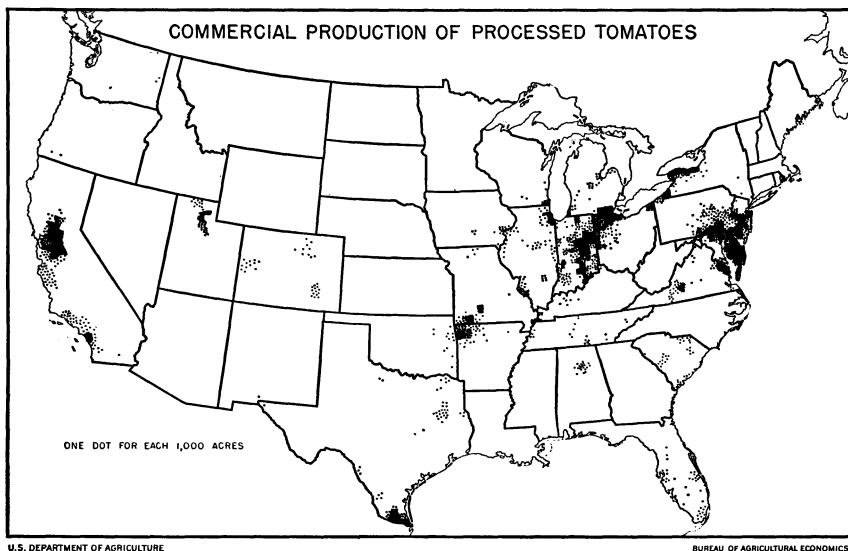 COMMERCIAL PRODUCTION OF PROCESSED TOMATOES
ONE DOT FOR EACH 1,000 ACRES
U.S. DEPARTMENT OF AGRICULTURE
BUREAU OF AGRICULTURAL ECONOMICS